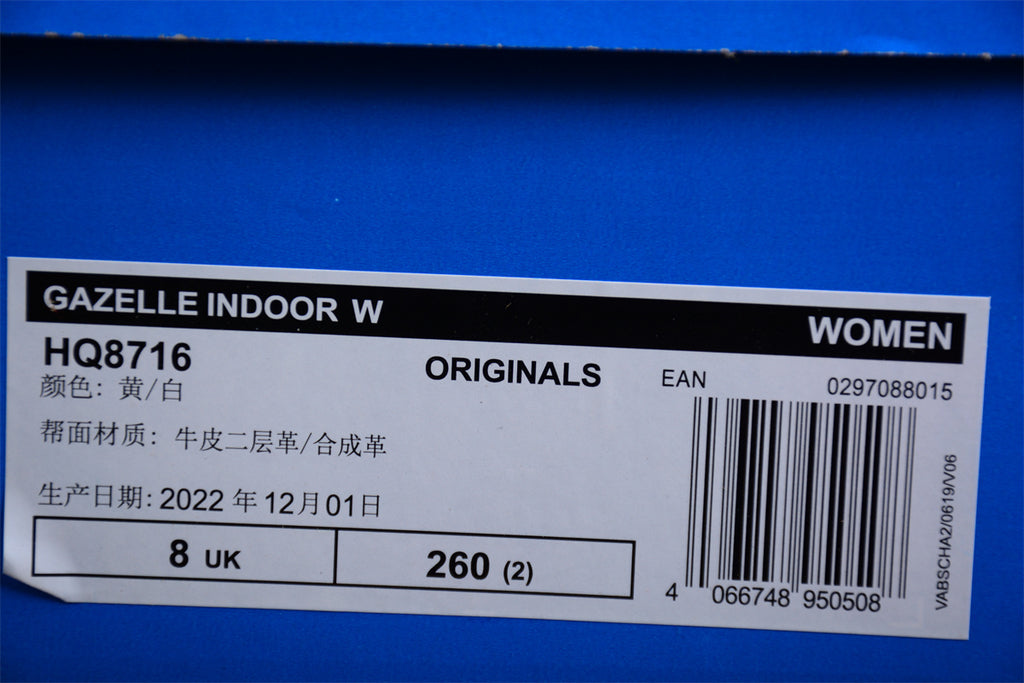 GAZELLE INDOOR W
WOMEN
HQ8716
ORIGINALS
EAN
0297088015
颜色: 黄/白
帮面材质: 牛皮二层革/合成革
生产日期: 2022 年 12月01日
8 UK
260 (2)
4 066748 950508
VABSCHA2/0619/V06